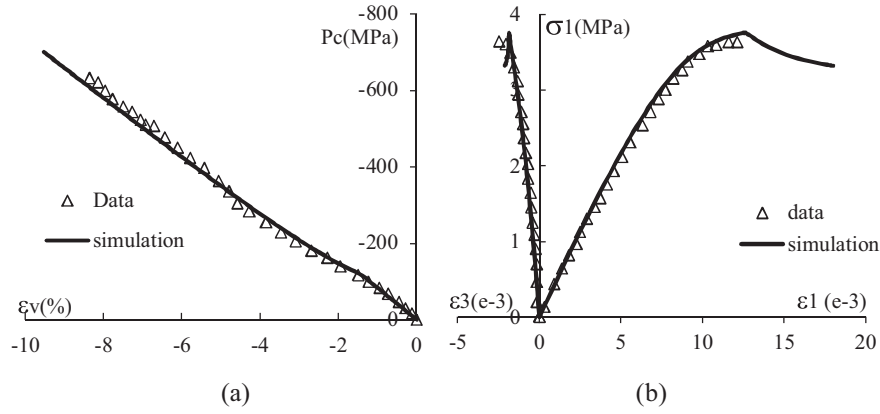 -800
Pc(MPa)
-600
-400
-200
0
Data
simulation
εv(%)
-10
-8
-6
-4
-2
0
(a)
4
σ1(MPa)
3
2
1
0
data
simulation
ε3(e-3)
ε1 (e-3)
-5
0
5
10
15
20
(b)